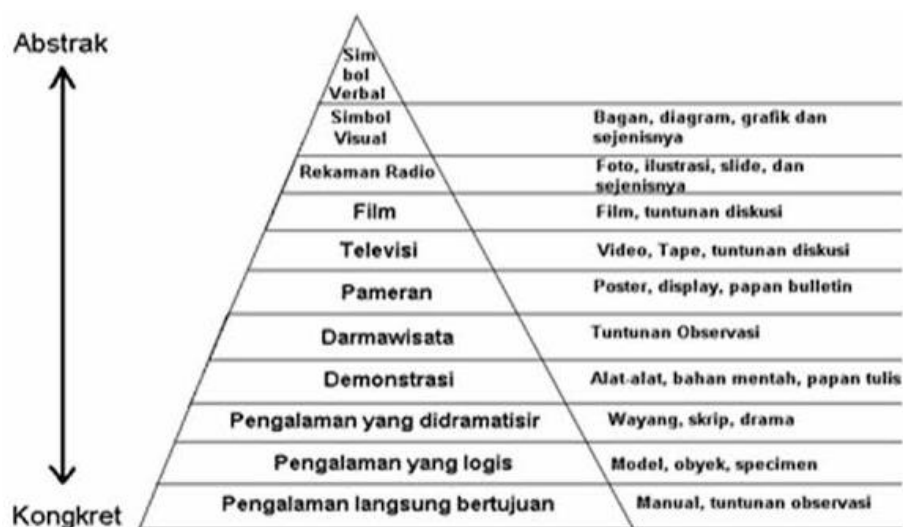 Abstrak
Sim
bol
Verbal
Simbol
Visual
Bagan, diagram, grafik dan
sejenisnya
Rekaman Radio
Foto, ilustrasi, slide, dan
sejenisnya
Film
Film, tuntunan diskusi
Televisi
Video, Tape, tuntunan diskusi
Pameran
Poster, display, papan bulletin
Darmawisata
Tuntunan Observasi
Demonstrasi
Alat-alat, bahan mentah, papan tulis
Pengalaman yang didramatisir
Wayang, skrip, drama
Pengalaman yang logis
Model, obyek, specimen
Pengalaman langsung bertujuan
Manual, tuntunan observasi
Kongkret